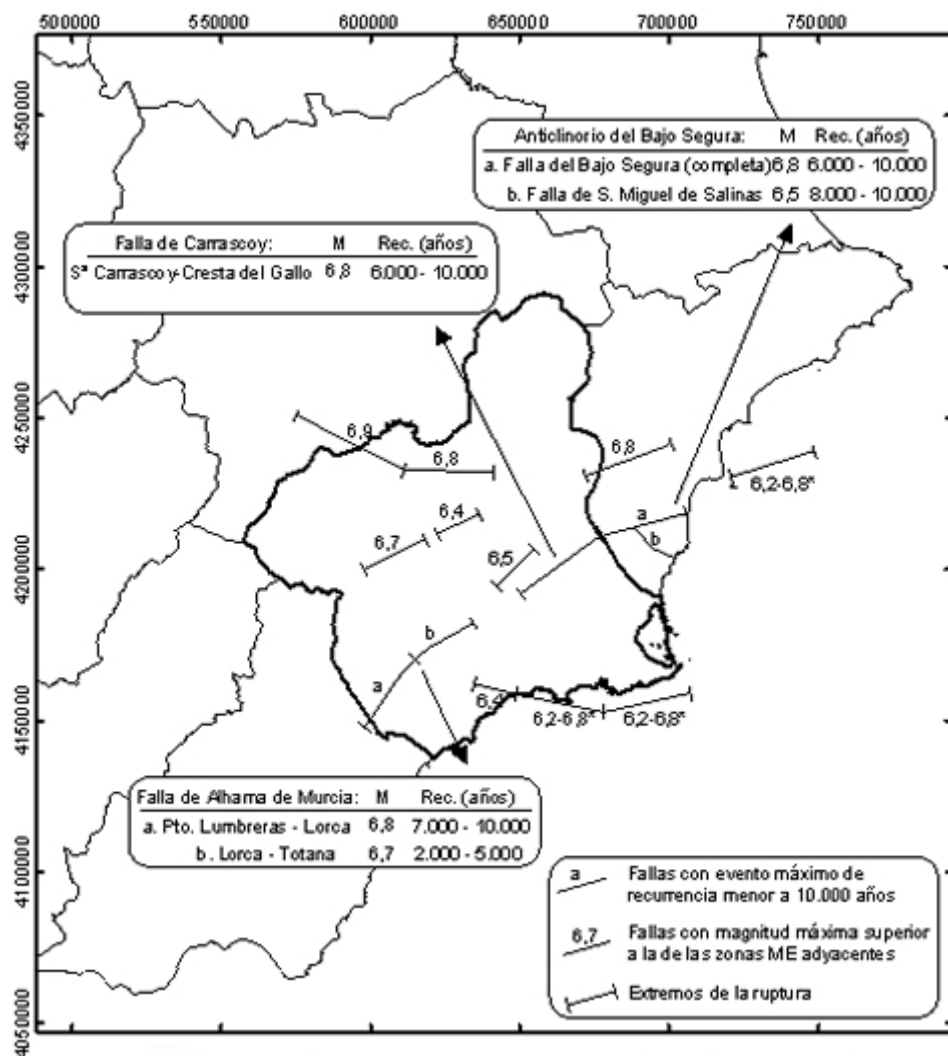 500000 550000 600000 650000 700000 750000
4350000
4300000
4250000
4200000
4150000
4100000
4050000
Anticlinorio del Bajo Segura: M Rec. (años)
a. Falla del Bajo Segura (completa) 6,8 6.000 - 10.000
b. Falla de S. Miguel de Salinas 6,5 8.000 - 10.000
Falla de Carrascoy: M Rec. (años)
Sª Carrascoy-Cresta del Gallo 6,8 6.000 - 10.000
6,9
6,8
6,8
6,2-6,8*
6,4
a
b
6,7
6,5
b
a
6,4
6,2-6,8*
6,2-6,8*
Falla de Alhama de Murcia: M Rec. (años)
a. Pto. Lumbreras - Lorca 6,8 7.000 - 10.000
b. Lorca - Totana 6,7 2.000 - 5.000
a Fallas con evento máximo de
recurrencia menor a 10.000 años
6,7 Fallas con magnitud máxima superior
a la de las zonas ME adyacentes
Extremos de la ruptura